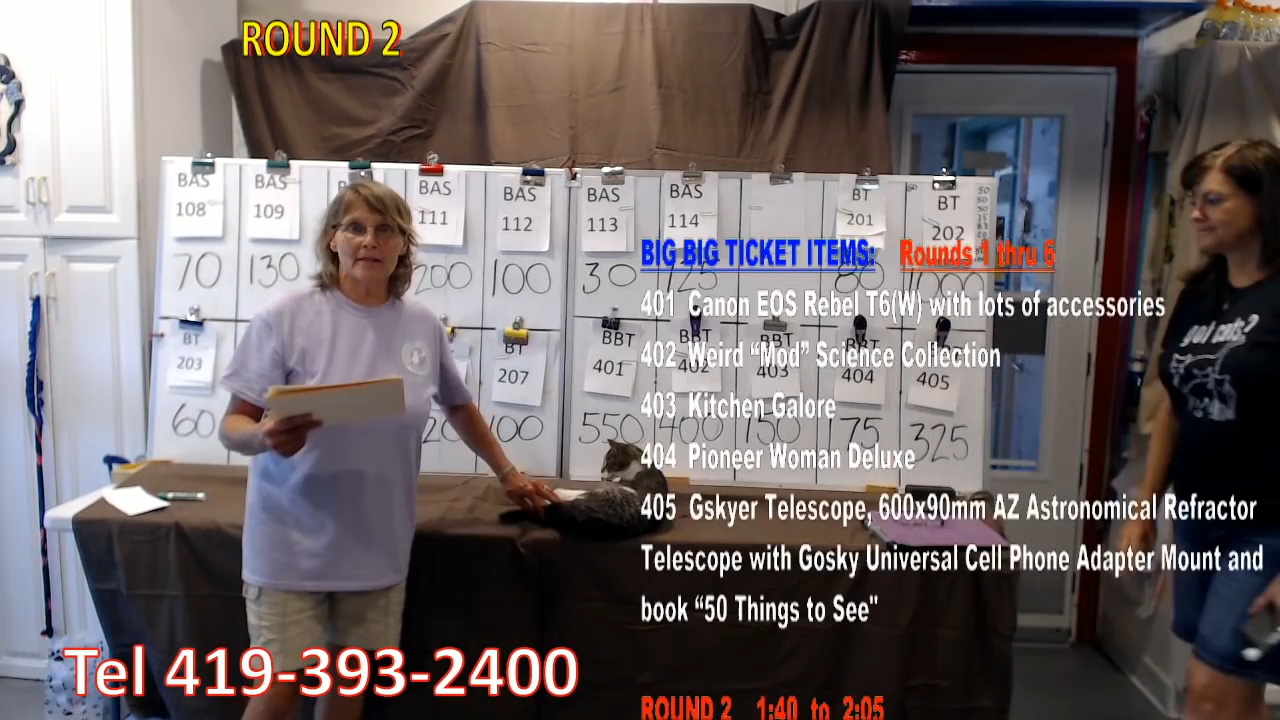 ROUND 2
BAS BAS BAS BAS BAS BAS BT BT
108 109 111 112 113 114 201 202
70 130 200 100 30 125
BT BT BBT BBT
203 207 401 402 403 404 405
60 100 550 400 150 175 325
got cats?
BIG BIG TICKET ITEMS: Rounds 1 thru 6
401 Canon EOS Rebel T6(W) with lots of accessories
402 Weird “Mod” Science Collection
403 Kitchen Galore
404 Pioneer Woman Deluxe
405 Gskyer Telescope, 600x90mm AZ Astronomical Refractor
Telescope with Gosky Universal Cell Phone Adapter Mount and
book “50 Things to See"
Tel 419-393-2400
ROUND 2 1:40 to 2:05